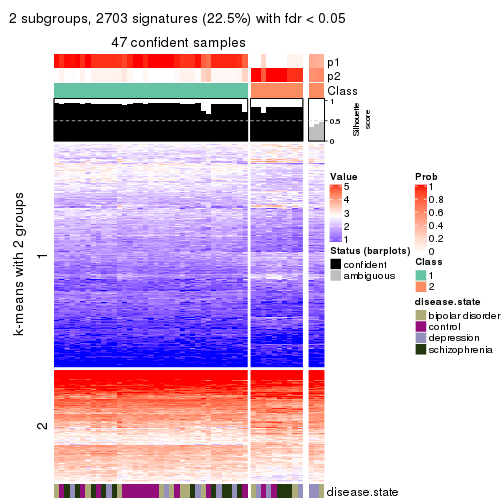 2 subgroups, 2703 signatures (22.5%) with fdr < 0.05
47 confident samples
p1
p2
Class
1
0.5
0
Silhouette
score
k-means with 2 groups
1
2
disease.state
Value
5
4
3
2
1
Status (barplots)
confident
ambiguous
Prob
1
0.8
0.6
0.4
0.2
0
Class
1
2
disease.state
bipolar disorder
control
depression
schizophrenia